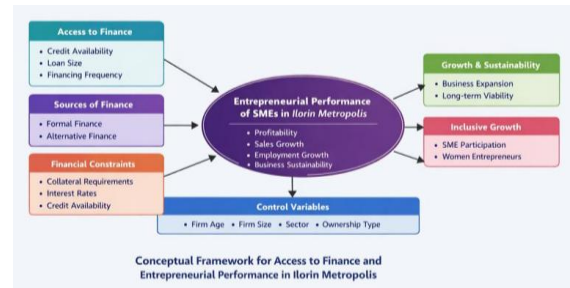 Access to Finance
• Credit Availability
• Loan Size
• Financing Frequency
Sources of Finance
• Formal Finance
• Alternative Finance
Financial Constraints
• Collateral Requirements
• Interest Rates
• Credit Availability
Entrepreneurial Performance
of SMEs in Ilorin Metropolis
• Profitability
• Sales Growth
• Employment Growth
• Business Sustainability
Growth & Sustainability
• Business Expansion
• Long-term Viability
Inclusive Growth
• SME Participation
• Women Entrepreneurs
Control Variables
• Firm Age • Firm Size • Sector • Ownership Type
Conceptual Framework for Access to Finance and
Entrepreneurial Performance in Ilorin Metropolis